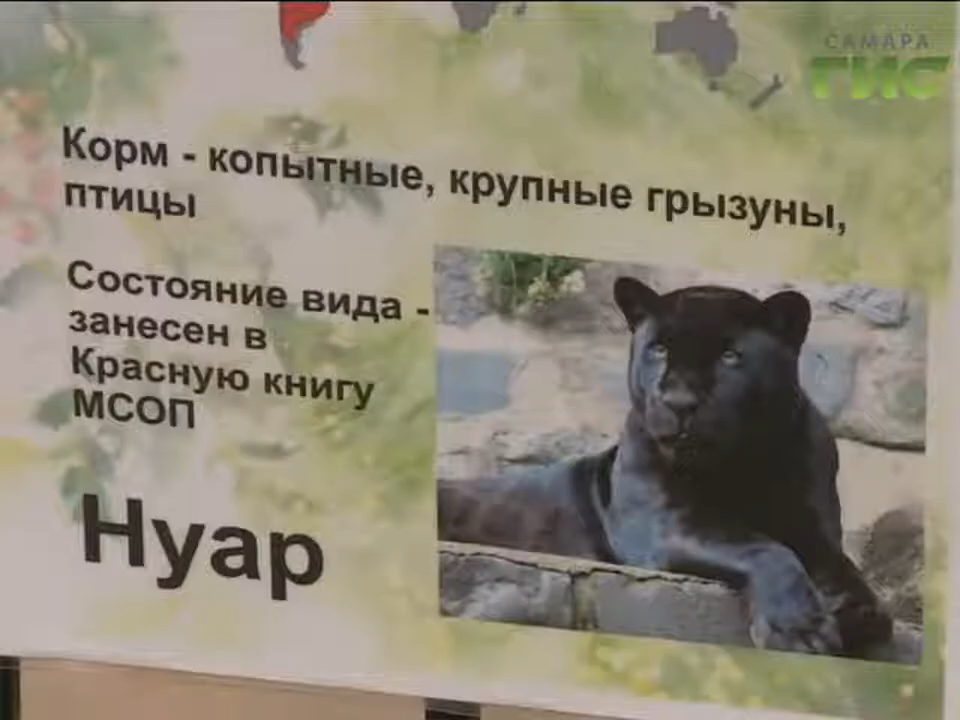 САМАРА
ГИС
Корм - копытные, крупные грызуны,
птицы
Состояние вида -
занесен в
Красную книгу
МСОП
Нуар